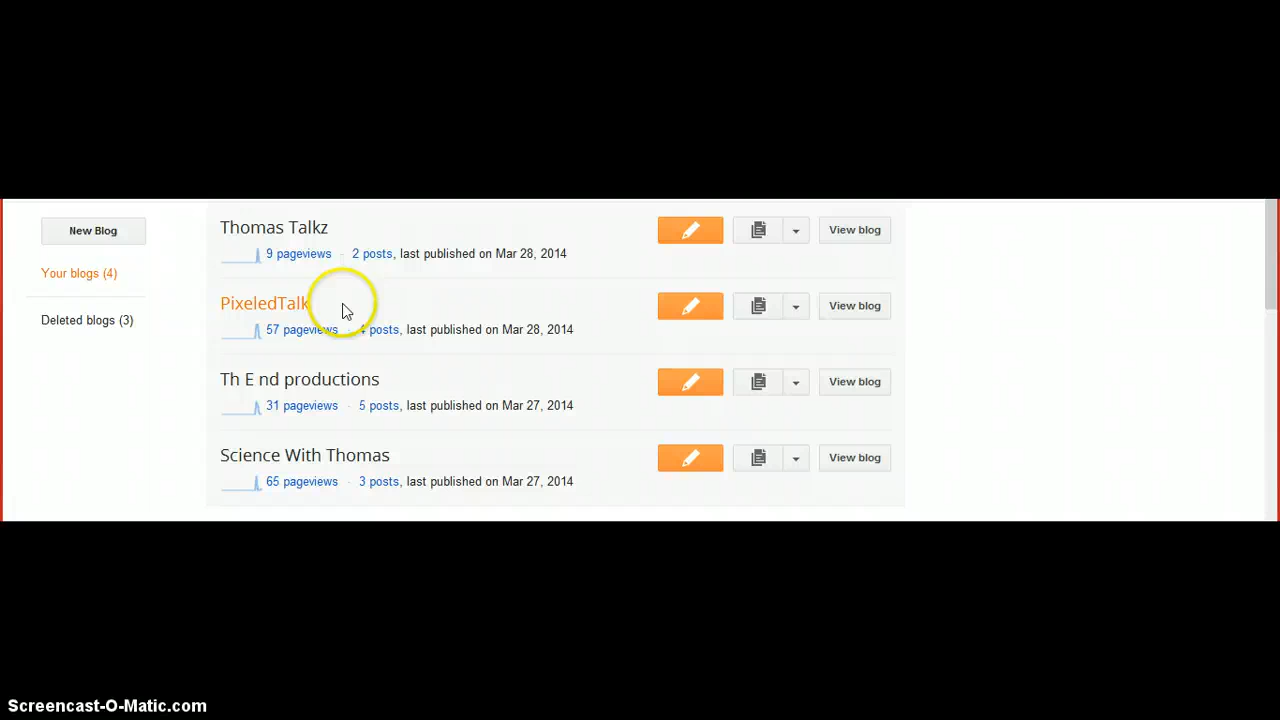 New Blog
Your blogs (4)
Deleted blogs (3)
Thomas Talkz
9 pageviews · 2 posts, last published on Mar 28, 2014
View blog
PixeledTalk
57 pageviews · 4 posts, last published on Mar 28, 2014
View blog
Th E nd productions
31 pageviews · 5 posts, last published on Mar 27, 2014
View blog
Science With Thomas
65 pageviews · 3 posts, last published on Mar 27, 2014
View blog
Screencast-O-Matic.com